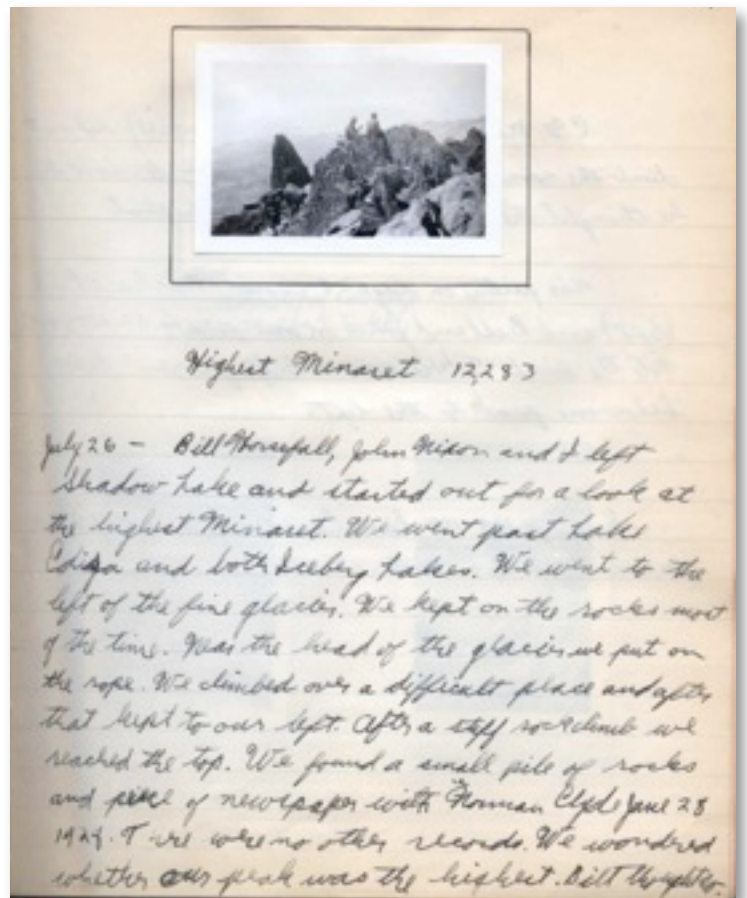 Highest Minaret 12,283
July 26 – Bill Horsfall, John Nixon and I left
Shadow Lake and started out for a look at
the highest Minaret. We went past Lake
Ediza and both Iceberg Lakes. We went to the
left of the fine glacier. We kept on the rocks most
of the time. Near the head of the glacier we put on
the rope. We climbed over a difficult place and after
that kept to our left. After a stiff rock climb we
reached the top. We found a small pile of rocks
and piece of newspaper with "Norman Clyde June 28
were no other records. We wondered
whether our peak was the highest. Bill thought so.